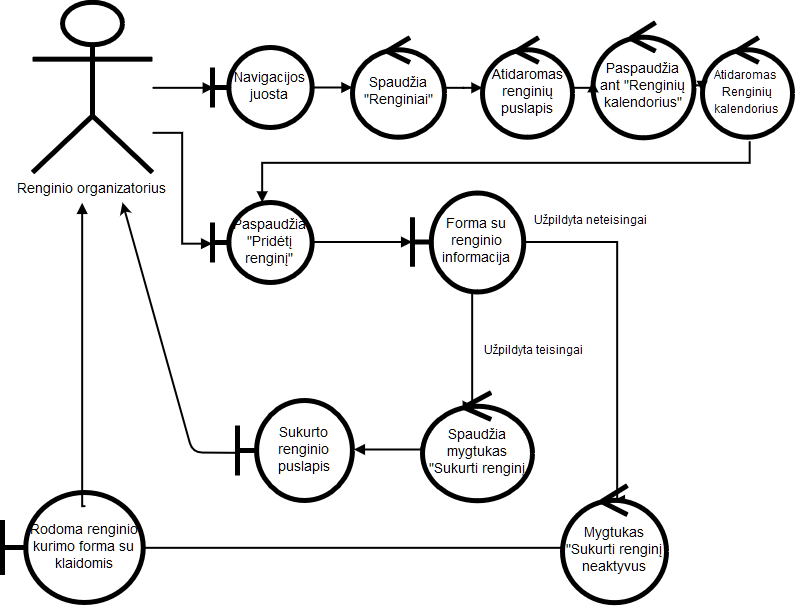 Renginio organizatorius
Navigacijos
juosta
Spaudžia
"Renginiai"
Atidaromas
renginių
puslapis
Paspaudžia
ant "Renginių
kalendorius"
Atidaromas
Renginių
kalendorius
Paspaudžia
"Pridėtį
renginį"
Forma su
renginio
informacija
Užpildyta neteisingai
Užpildyta teisingai
Sukurto
renginio
puslapis
Spaudžia
mygtukas
"Sukurti renginį
Rodoma renginio
kurimo forma su
klaidomis
Mygtukas
"Sukurti renginį
neaktyvus